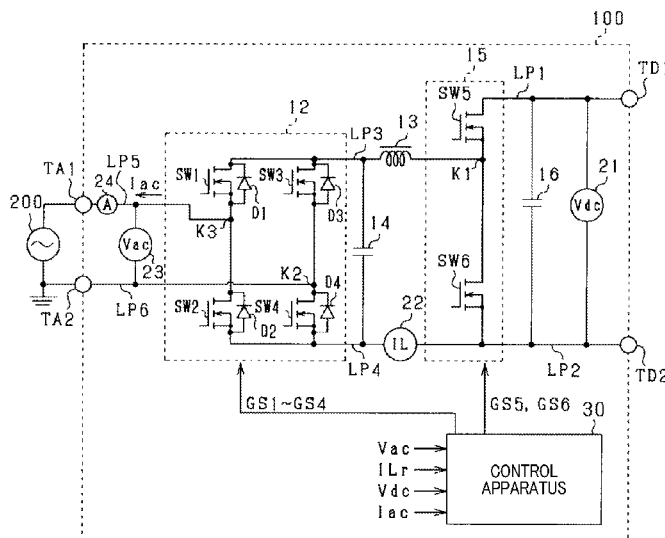 100
15
LP1
TD1
12
SW5
LP3
13
TA1
LP5
24
Iac
A
SW1
SW3
K1
16
21
Vdc
200
D1
D3
K3
14
Vac
23
K2
SW6
TA2
LP6
D4
22
SW2
SW4
D2
IL
LP4
LP2
TD2
GS1~GS4
GS5, GS6
30
Vac
ILr
Vdc
Iac
CONTROL
APPARATUS